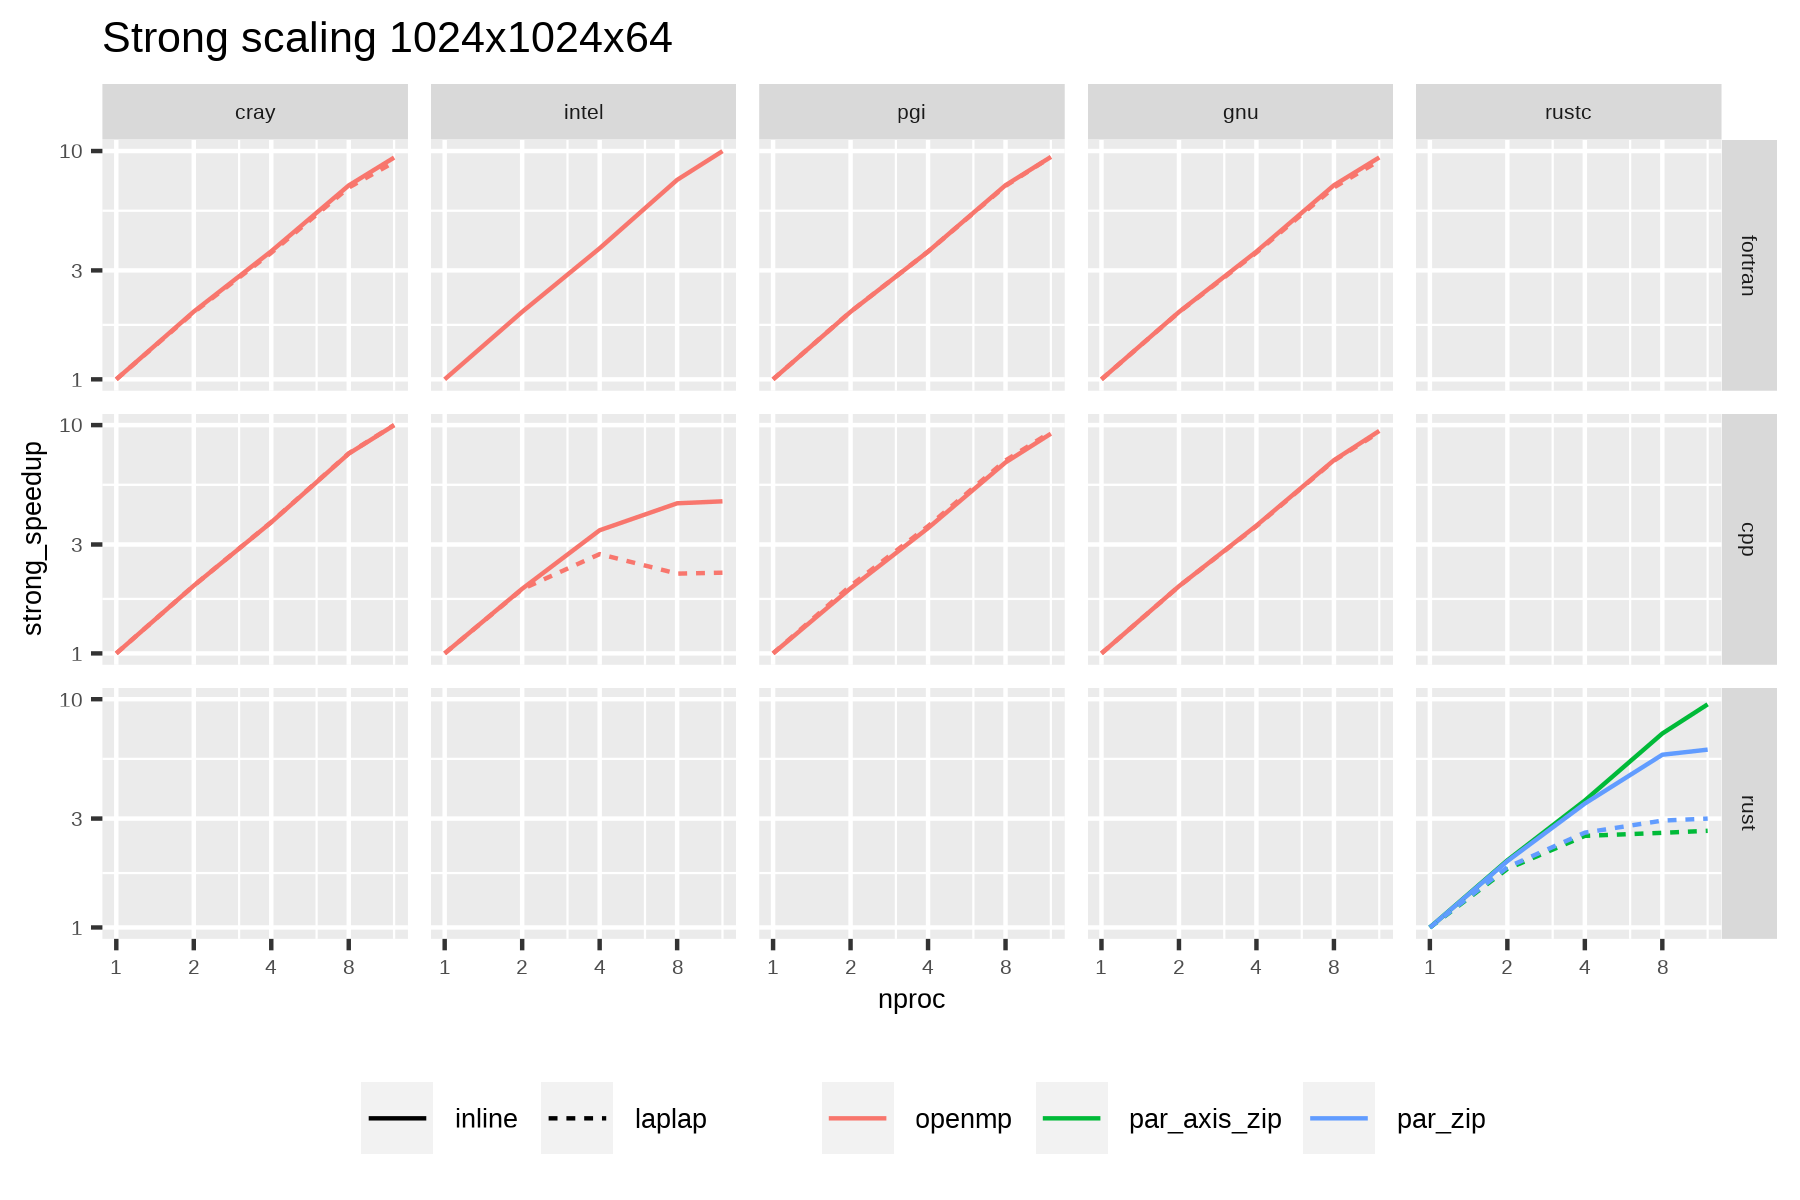 Strong scaling 1024x1024x64
cray intel pgi gnu rustc
10
3
1
fortran
strong_speedup
10
3
1
cpp
10
3
1
rust
1 2 4 8 1 2 4 8 1 2 4 8 1 2 4 8 1 2 4 8
nproc
inline laplap openmp par_axis_zip par_zip